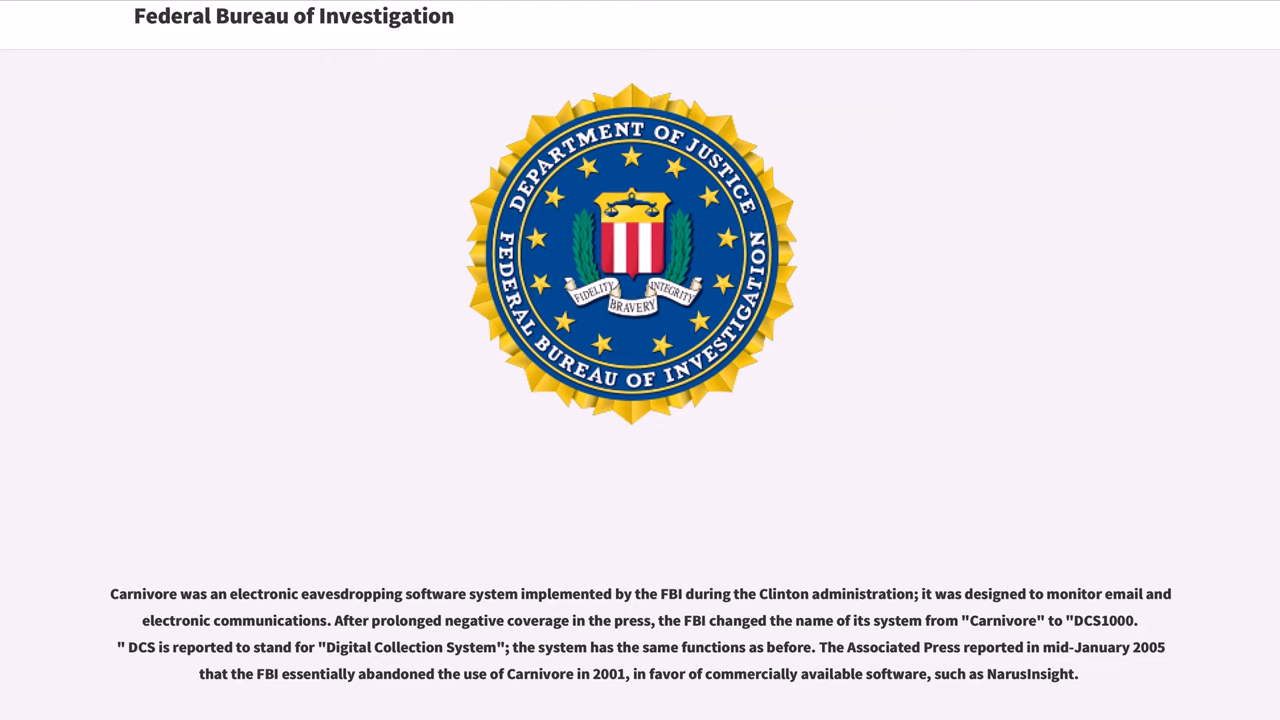 Federal Bureau of Investigation
DEPARTMENT OF JUSTICE
FEDERAL BUREAU OF INVESTIGATION
FIDELITY
BRAVERY
INTEGRITY
Carnivore was an electronic eavesdropping software system implemented by the FBI during the Clinton administration; it was designed to monitor email and
electronic communications. After prolonged negative coverage in the press, the FBI changed the name of its system from "Carnivore" to "DCS1000.
" DCS is reported to stand for "Digital Collection System"; the system has the same functions as before. The Associated Press reported in mid-January 2005
that the FBI essentially abandoned the use of Carnivore in 2001, in favor of commercially available software, such as NarusInsight.